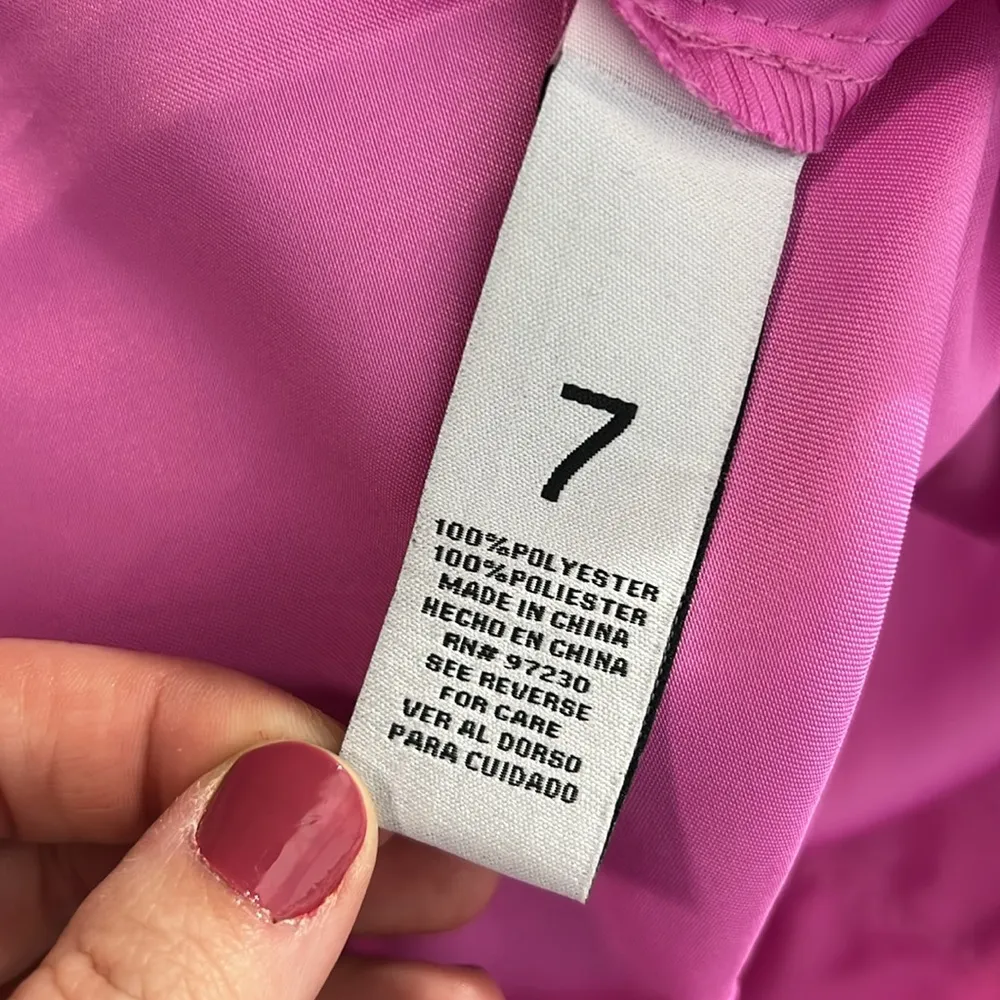 7
100%POLYESTER
100%POLIESTER
MADE IN CHINA
HECHO EN CHINA
RN# 97230
SEE REVERSE
FOR CARE
VER AL DORSO
PARA CUIDADO